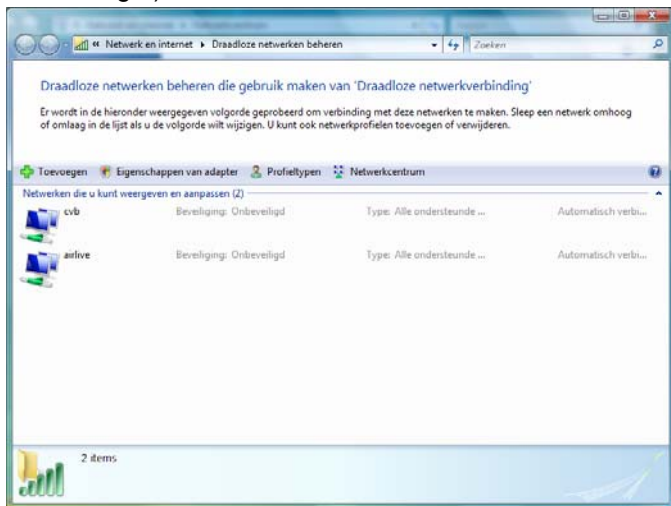 « Netwerk en internet ▸ Draadloze netwerken beheren Zoeken
Draadloze netwerken beheren die gebruik maken van 'Draadloze netwerkverbinding'
Er wordt in de hieronder weergegeven volgorde geprobeerd om verbinding met deze netwerken te maken. Sleep een netwerk omhoog
of omlaag in de lijst als u de volgorde wilt wijzigen. U kunt ook netwerkprofielen toevoegen of verwijderen.
Toevoegen Eigenschappen van adapter Profieltypen Netwerkcentrum
Netwerken die u kunt weergeven en aanpassen (2)
cvb Beveiliging: Onbeveiligd Type: Alle ondersteunde ... Automatisch verbi...
airlive Beveiliging: Onbeveiligd Type: Alle ondersteunde ... Automatisch verbi...
2 items